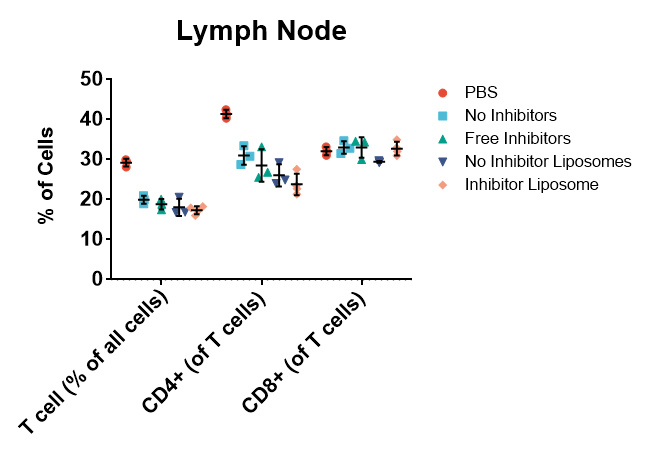 Lymph Node
% of Cells
50
40
30
20
10
0
T cell (% of all cells)
CD4+ (of T cells)
CD8+ (of T cells)
PBS
No Inhibitors
Free Inhibitors
No Inhibitor Liposomes
Inhibitor Liposome